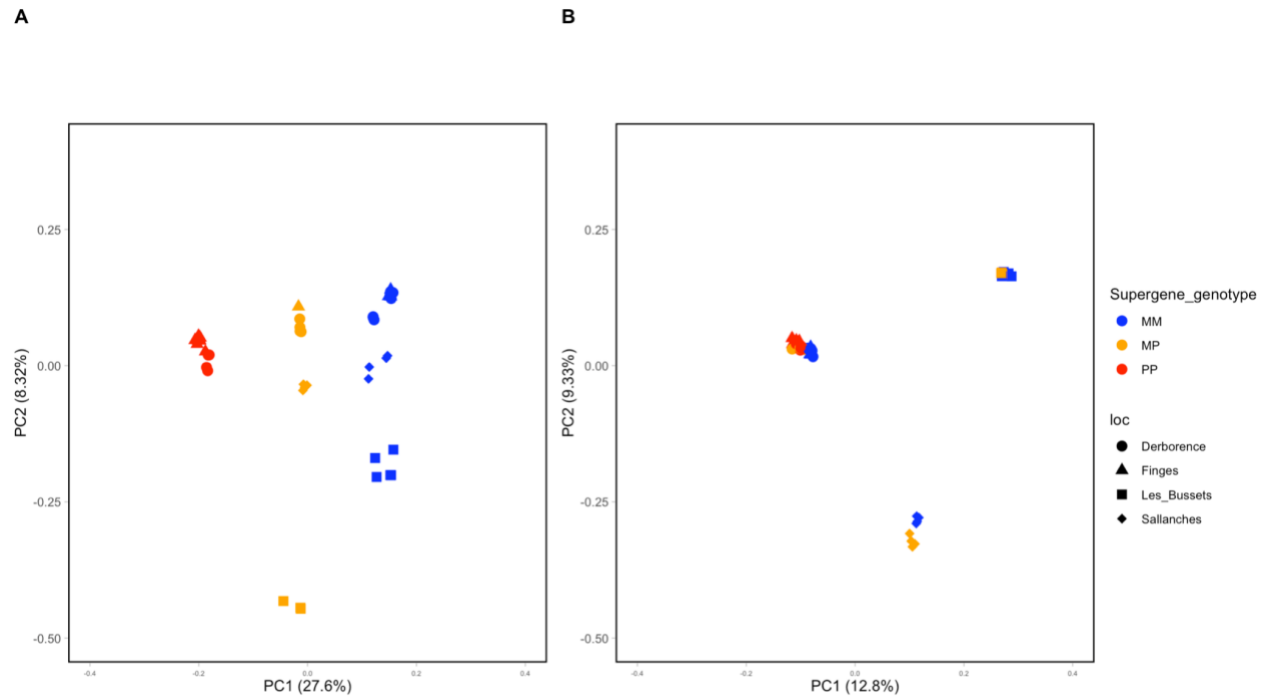 A
B
0.25
0.00
-0.25
-0.50
PC2 (8.32%)
-0.4
-0.2
0.0
0.2
0.4
PC1 (27.6%)
0.25
0.00
-0.25
-0.50
PC2 (9.33%)
-0.4
-0.2
0.0
0.2
0.4
PC1 (12.8%)
Supergene_genotype
MM
MP
PP
loc
Derborence
Finges
Les_Bussets
Sallanches